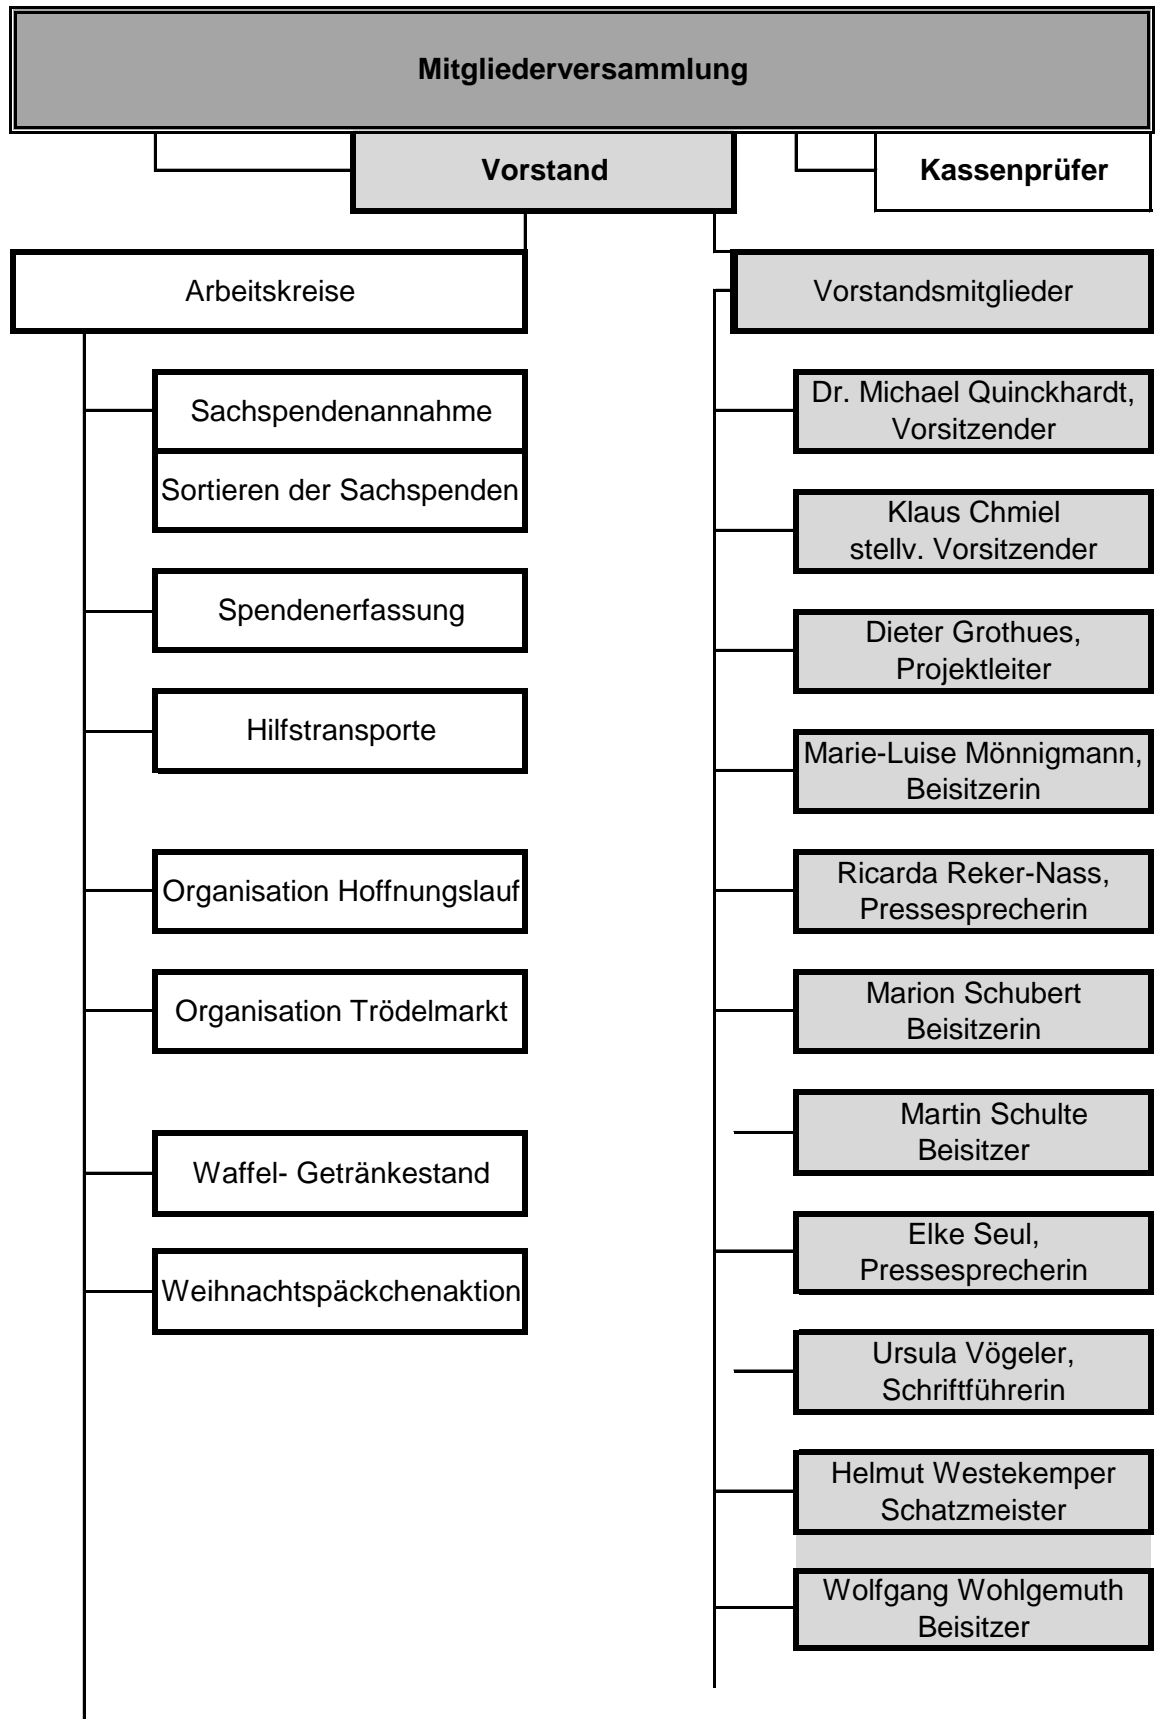 Mitgliederversammlung
Vorstand
Kassenprüfer
Arbeitskreise
Vorstandsmitglieder
Sachspendenannahme
Sortieren der Sachspenden
Spendenerfassung
Hilfstransporte
Organisation Hoffnungslauf
Organisation Trödelmarkt
Waffel- Getränkestand
Weihnachtspäckchenaktion
Dr. Michael Quinckhardt,
Vorsitzender
Klaus Chmiel
stellv. Vorsitzender
Dieter Grothues,
Projektleiter
Marie-Luise Mönnigmann,
Beisitzerin
Ricarda Reker-Nass,
Pressesprecherin
Marion Schubert
Beisitzerin
Martin Schulte
Beisitzer
Elke Seul,
Pressesprecherin
Ursula Vögeler,
Schriftführerin
Helmut Westekemper
Schatzmeister
Wolfgang Wohlgemuth
Beisitzer